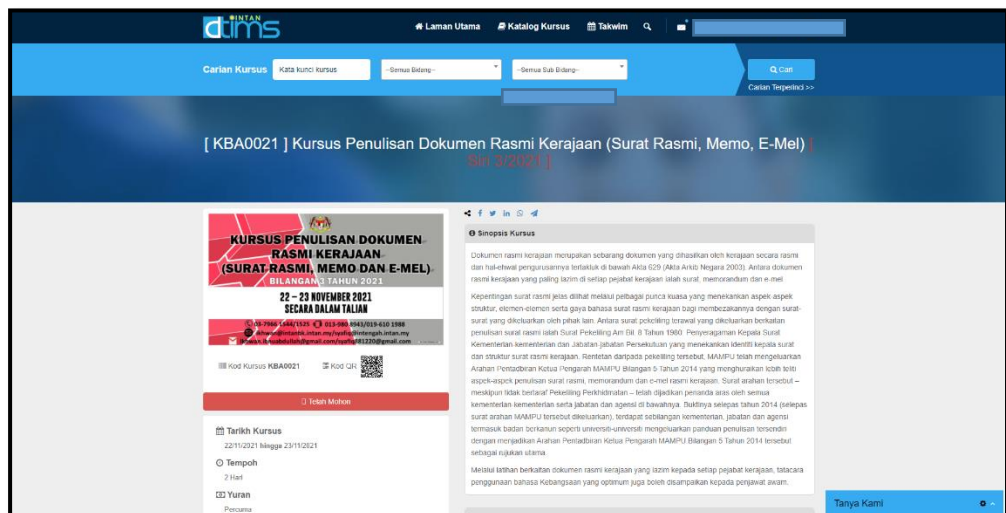 INTAN
dtims
Laman Utama
Katalog Kursus
Takwim
Carian Kursus
Kata kunci kursus
--Semua Bidang--
--Semua Sub Bidang--
Cari
Carian Terperinci >>
[ KBA0021 ] Kursus Penulisan Dokumen Rasmi Kerajaan (Surat Rasmi, Memo, E-Mel) [
Siri 3/2021 ]
KURSUS PENULISAN DOKUMEN
RASMI KERAJAAN
(SURAT RASMI, MEMO DAN E-MEL)
BILANGAN 3 TAHUN 2021
22 – 23 NOVEMBER 2021
SECARA DALAM TALIAN
Kod Kursus KBA0021
Kod QR
Telah Mohon
Tarikh Kursus
22/11/2021 hingga 23/11/2021
Tempoh
2 Hari
Yuran
Percuma
Sinopsis Kursus
Dokumen rasmi kerajaan merupakan sebarang dokumen yang dihasilkan oleh kerajaan secara rasmi
dan hal-ehwal pengurusannya tertakluk di bawah Akta 629 (Akta Arkib Negara 2003). Antara dokumen
rasmi kerajaan yang paling lazim di setiap pejabat kerajaan ialah surat, memorandum dan e-mel.
Kepentingan surat rasmi jelas dilihat melalui pelbagai punca kuasa yang menekankan aspek-aspek
struktur, elemen-elemen serta gaya bahasa surat rasmi kerajaan bagi membezakannya dengan surat-
surat yang dikeluarkan oleh pihak lain. Antara surat pekeliling terawal yang dikeluarkan berkaitan
penulisan surat rasmi ialah Surat Pekeliling Am Bil. 8 Tahun 1980: Penyeragaman Kepala Surat
Kementerian-kementerian dan Jabatan-jabatan Persekutuan yang menekankan identiti kepala surat
dan struktur surat rasmi kerajaan. Rentetan daripada pekeliling tersebut, MAMPU telah mengeluarkan
Arahan Pentadbiran Ketua Pengarah MAMPU Bilangan 5 Tahun 2014 yang menghuraikan lebih teliti
aspek-aspek penulisan surat rasmi, memorandum dan e-mel rasmi kerajaan. Surat arahan tersebut –
meskipun tidak bertaraf Pekeliling Perkhidmatan – telah dijadikan penanda aras oleh semua
kementerian-kementerian serta jabatan dan agensi di bawahnya. Buktinya selepas tahun 2014 (selepas
surat arahan MAMPU tersebut dikeluarkan), terdapat sebilangan kementerian, jabatan dan agensi
termasuk badan berkanun seperti universiti-universiti mengeluarkan panduan penulisan tersendiri
dengan menjadikan Arahan Pentadbiran Ketua Pengarah MAMPU Bilangan 5 Tahun 2014 tersebut
sebagai rujukan utama.
Melalui latihan berkaitan dokumen rasmi kerajaan yang lazim kepada setiap pejabat kerajaan, tatacara
penggunaan bahasa Kebangsaan yang optimum juga boleh disampaikan kepada penjawat awam.
Tanya Kami